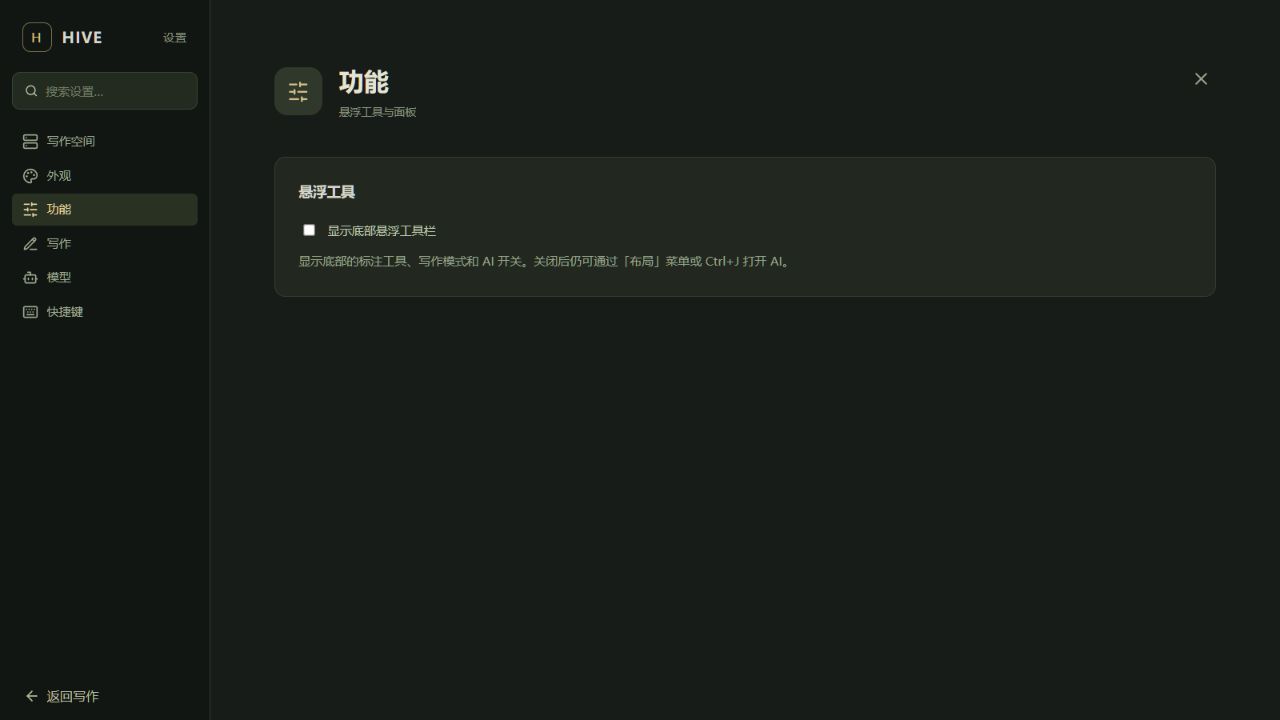 H HIVE 设置
搜索设置...
写作空间
外观
功能
写作
模型
快捷键
返回写作
功能
悬浮工具与面板
悬浮工具
显示底部悬浮工具栏
显示底部的标注工具、写作模式和 AI 开关。关闭后仍可通过「布局」菜单或 Ctrl+J 打开 AI。